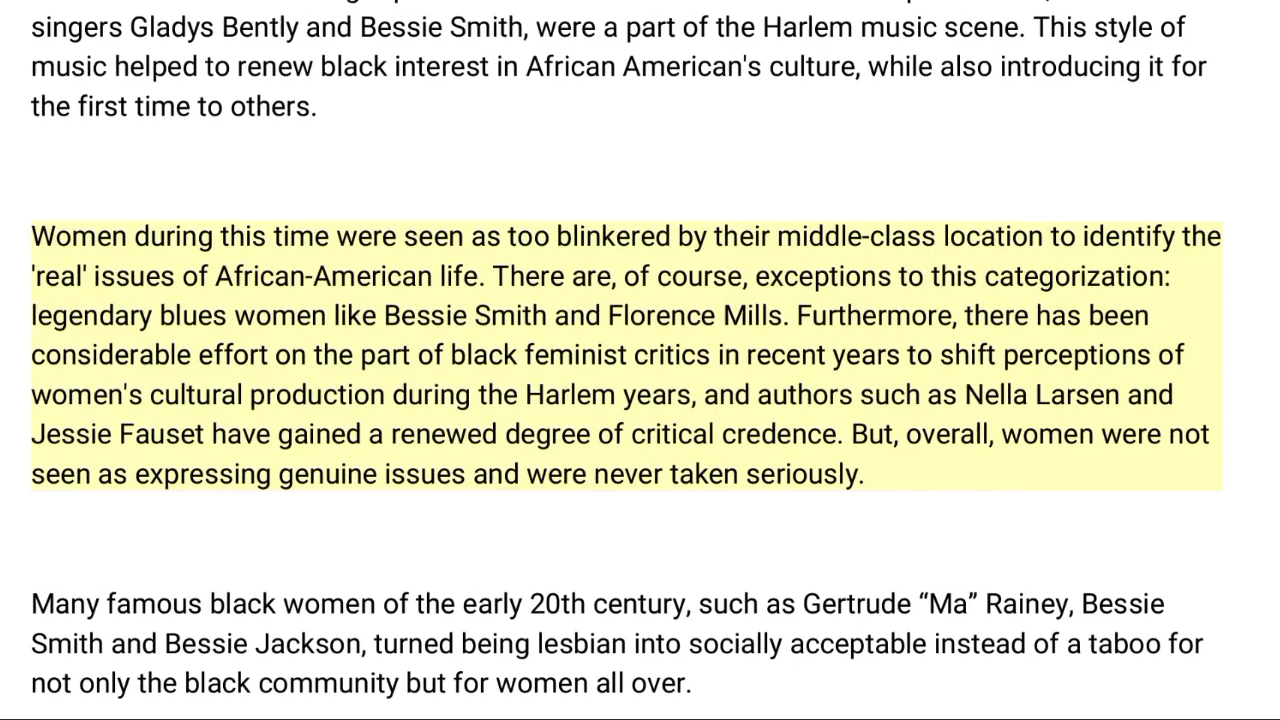 singers Gladys Bently and Bessie Smith, were a part of the Harlem music scene. This style of
music helped to renew black interest in African American's culture, while also introducing it for
the first time to others.
Women during this time were seen as too blinkered by their middle-class location to identify the
'real' issues of African-American life. There are, of course, exceptions to this categorization:
legendary blues women like Bessie Smith and Florence Mills. Furthermore, there has been
considerable effort on the part of black feminist critics in recent years to shift perceptions of
women's cultural production during the Harlem years, and authors such as Nella Larsen and
Jessie Fauset have gained a renewed degree of critical credence. But, overall, women were not
seen as expressing genuine issues and were never taken seriously.
Many famous black women of the early 20th century, such as Gertrude “Ma” Rainey, Bessie
Smith and Bessie Jackson, turned being lesbian into socially acceptable instead of a taboo for
not only the black community but for women all over.